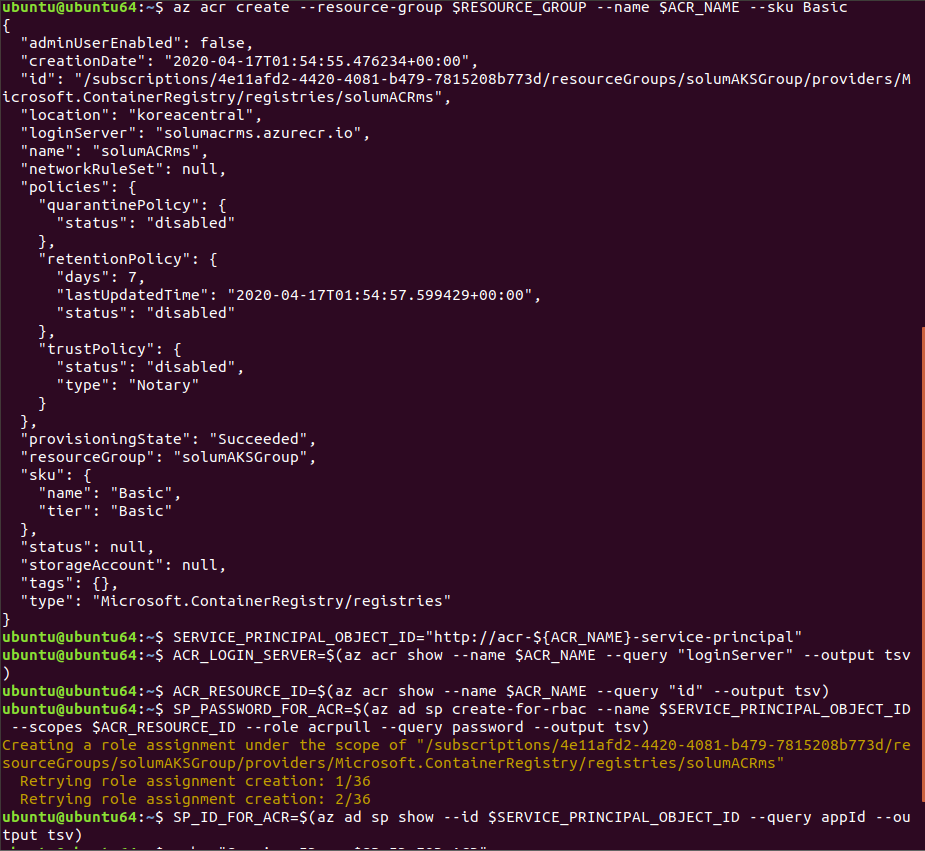 ubuntu@ubuntu64:~$ az acr create --resource-group $RESOURCE_GROUP --name $ACR_NAME --sku Basic
{
  "adminUserEnabled": false,
  "creationDate": "2020-04-17T01:54:55.476234+00:00",
  "id": "/subscriptions/4e11afd2-4420-4081-b479-7815208b773d/resourceGroups/solumAKSGroup/providers/M
icrosoft.ContainerRegistry/registries/solumACRms",
  "location": "koreacentral",
  "loginServer": "solumacrms.azurecr.io",
  "name": "solumACRms",
  "networkRuleSet": null,
  "policies": {
    "quarantinePolicy": {
      "status": "disabled"
    },
    "retentionPolicy": {
      "days": 7,
      "lastUpdatedTime": "2020-04-17T01:54:57.599429+00:00",
      "status": "disabled"
    },
    "trustPolicy": {
      "status": "disabled",
      "type": "Notary"
    }
  },
  "provisioningState": "Succeeded",
  "resourceGroup": "solumAKSGroup",
  "sku": {
    "name": "Basic",
    "tier": "Basic"
  },
  "status": null,
  "storageAccount": null,
  "tags": {},
  "type": "Microsoft.ContainerRegistry/registries"
}
ubuntu@ubuntu64:~$ SERVICE_PRINCIPAL_OBJECT_ID="http://acr-${ACR_NAME}-service-principal"
ubuntu@ubuntu64:~$ ACR_LOGIN_SERVER=$(az acr show --name $ACR_NAME --query "loginServer" --output tsv
)
ubuntu@ubuntu64:~$ ACR_RESOURCE_ID=$(az acr show --name $ACR_NAME --query "id" --output tsv)
ubuntu@ubuntu64:~$ SP_PASSWORD_FOR_ACR=$(az ad sp create-for-rbac --name $SERVICE_PRINCIPAL_OBJECT_ID
 --scopes $ACR_RESOURCE_ID --role acrpull --query password --output tsv)
Creating a role assignment under the scope of "/subscriptions/4e11afd2-4420-4081-b479-7815208b773d/re
sourceGroups/solumAKSGroup/providers/Microsoft.ContainerRegistry/registries/solumACRms"
  Retrying role assignment creation: 1/36
  Retrying role assignment creation: 2/36
ubuntu@ubuntu64:~$ SP_ID_FOR_ACR=$(az ad sp show --id $SERVICE_PRINCIPAL_OBJECT_ID --query appId --ou
tput tsv)